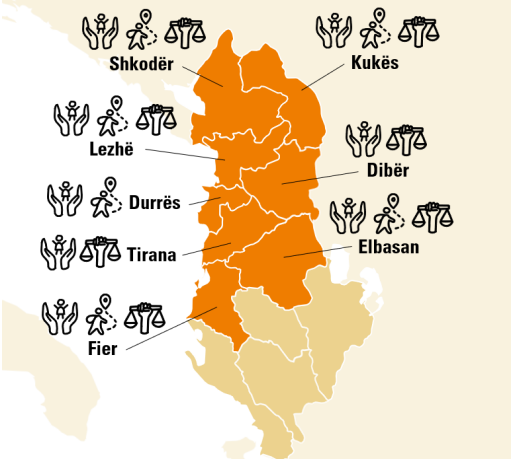 Shkodër
Kukës
Lezhë
Dibër
Durrës
Elbasan
Tirana
Fier